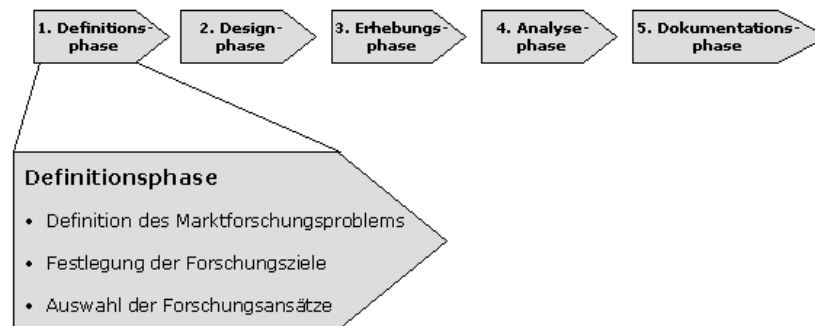 1. Definitions-
phase
2. Design-
phase
3. Erhebungs-
phase
4. Analyse-
phase
5. Dokumentations-
phase
Definitionsphase
• Definition des Marktforschungsproblems
• Festlegung der Forschungsziele
• Auswahl der Forschungsansätze